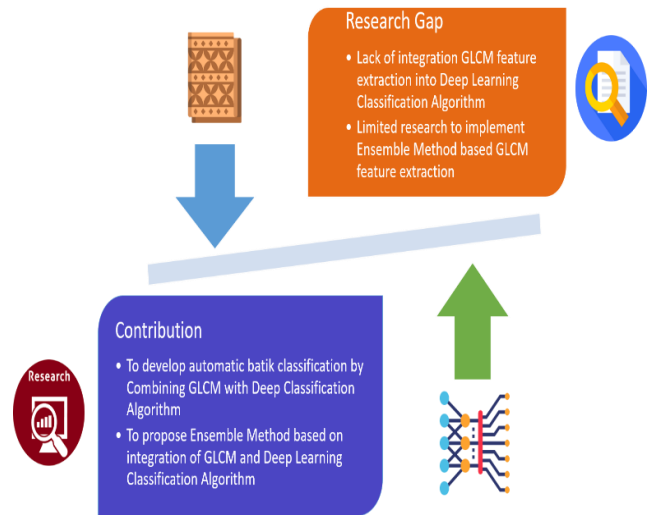 Research Gap
• Lack of integration GLCM feature
extraction into Deep Learning
Classification Algorithm
• Limited research to implement
Ensemble Method based GLCM
feature extraction
Contribution
• To develop automatic batik classification by
Combining GLCM with Deep Classification
Algorithm
• To propose Ensemble Method based on
integration of GLCM and Deep Learning
Classification Algorithm
Research